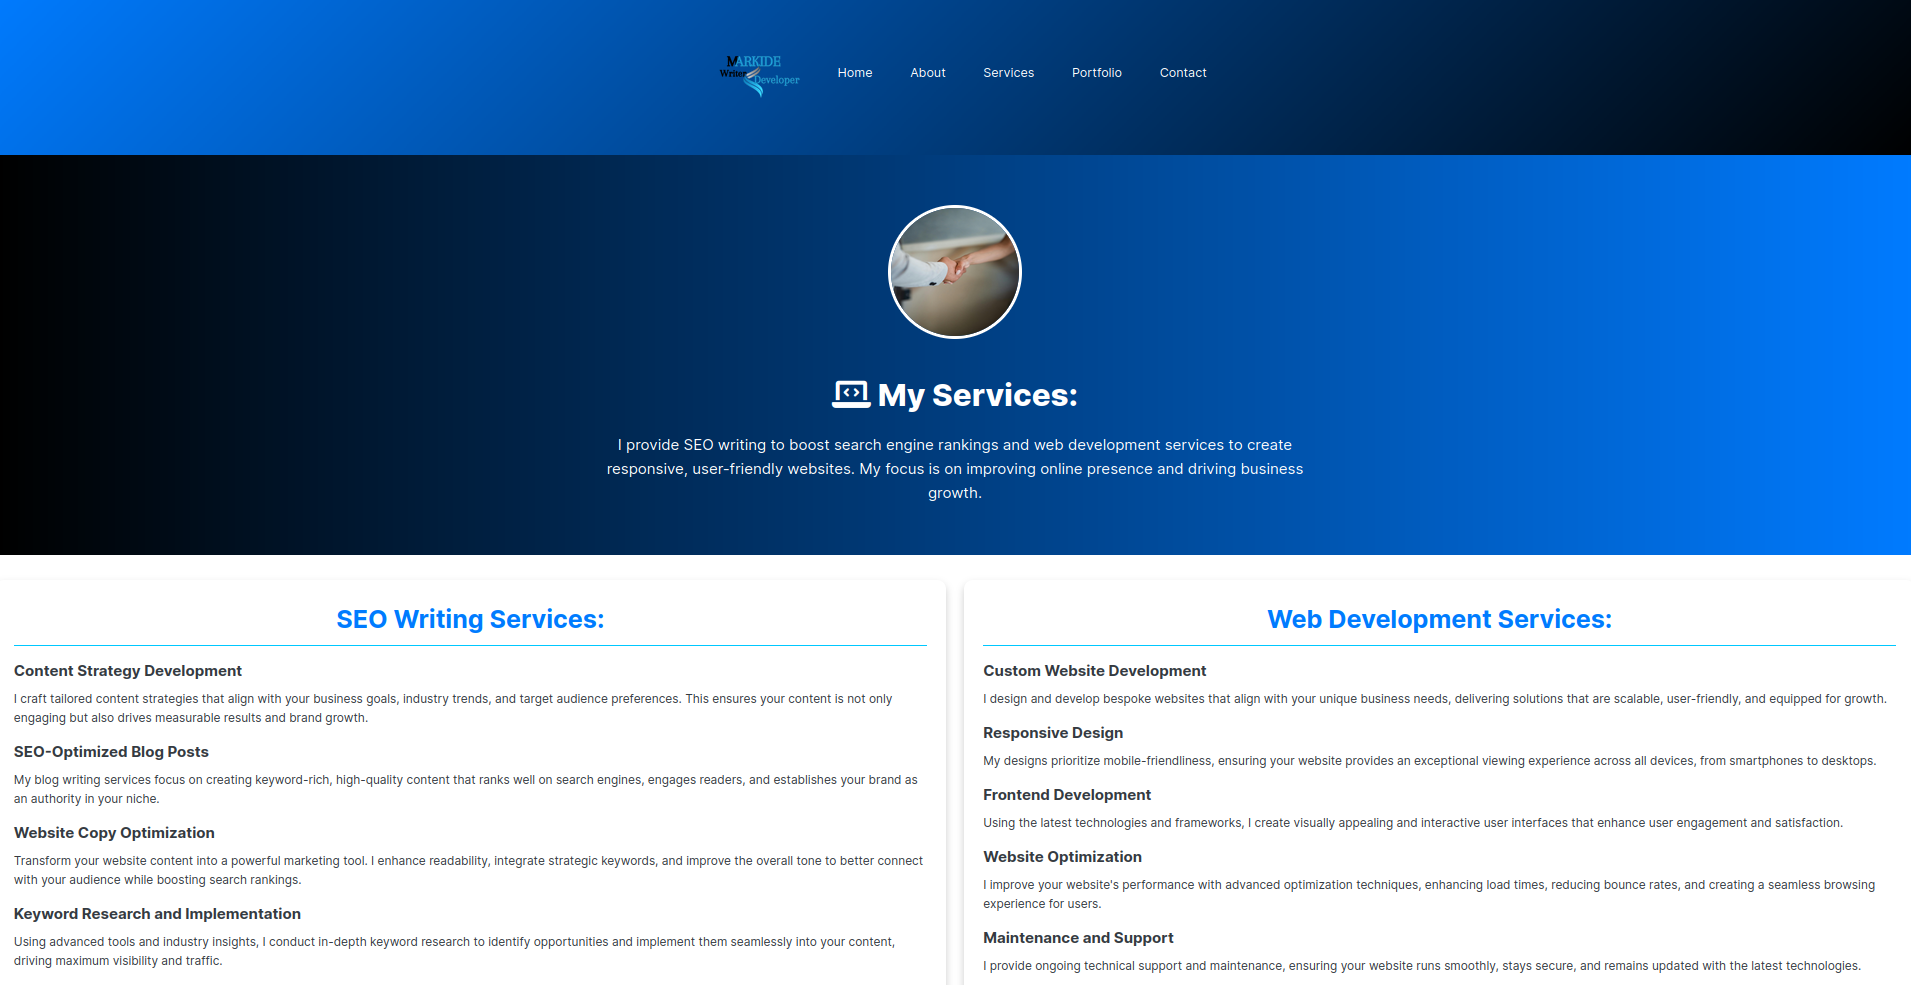 MARKIDE
Writer
Developer
Home About Services Portfolio Contact
My Services:
I provide SEO writing to boost search engine rankings and web development services to create
responsive, user-friendly websites. My focus is on improving online presence and driving business
growth.
SEO Writing Services:
Content Strategy Development
I craft tailored content strategies that align with your business goals, industry trends, and target audience preferences. This ensures your content is not only
engaging but also drives measurable results and brand growth.
SEO-Optimized Blog Posts
My blog writing services focus on creating keyword-rich, high-quality content that ranks well on search engines, engages readers, and establishes your brand as
an authority in your niche.
Website Copy Optimization
Transform your website content into a powerful marketing tool. I enhance readability, integrate strategic keywords, and improve the overall tone to better connect
with your audience while boosting search rankings.
Keyword Research and Implementation
Using advanced tools and industry insights, I conduct in-depth keyword research to identify opportunities and implement them seamlessly into your content,
driving maximum visibility and traffic.
Web Development Services:
Custom Website Development
I design and develop bespoke websites that align with your unique business needs, delivering solutions that are scalable, user-friendly, and equipped for growth.
Responsive Design
My designs prioritize mobile-friendliness, ensuring your website provides an exceptional viewing experience across all devices, from smartphones to desktops.
Frontend Development
Using the latest technologies and frameworks, I create visually appealing and interactive user interfaces that enhance user engagement and satisfaction.
Website Optimization
I improve your website's performance with advanced optimization techniques, enhancing load times, reducing bounce rates, and creating a seamless browsing
experience for users.
Maintenance and Support
I provide ongoing technical support and maintenance, ensuring your website runs smoothly, stays secure, and remains updated with the latest technologies.